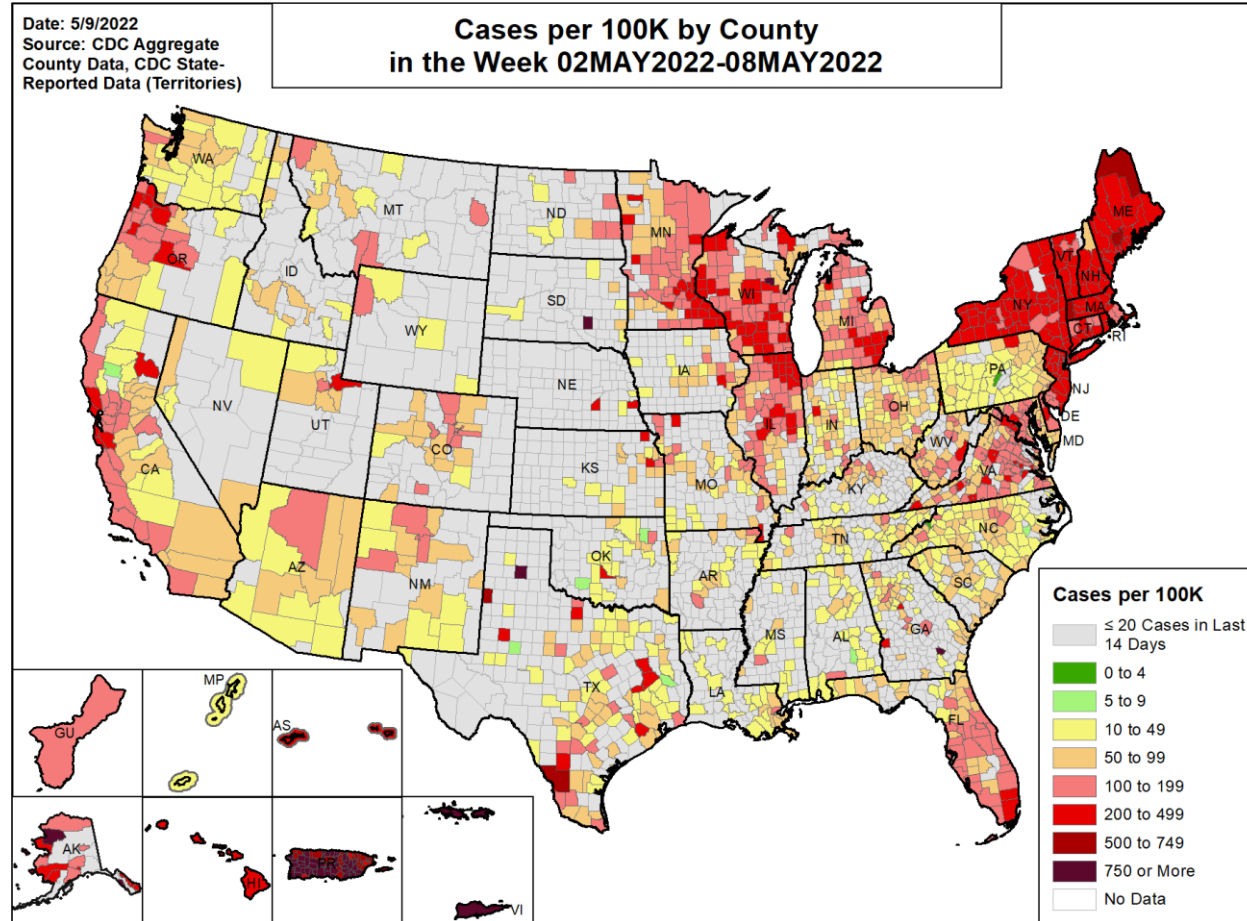 Date: 5/9/2022
Source: CDC Aggregate
County Data, CDC State-
Reported Data (Territories)
Cases per 100K by County
in the Week 02MAY2022-08MAY2022
WA
MT
ND
MN
ME
VT
NH
OR
ID
SD
WI
NY
MA
MI
CT
RI
WY
IA
PA
NJ
NV
NE
OH
DE
UT
IL
IN
MD
WV
CA
CO
KS
MO
KY
VA
NC
TN
OK
AZ
NM
AR
SC
MS
AL
GA
TX
LA
FL
GU
MP
AS
AK
HI
PR
VI
Cases per 100K
≤ 20 Cases in Last
14 Days
0 to 4
5 to 9
10 to 49
50 to 99
100 to 199
200 to 499
500 to 749
750 or More
No Data